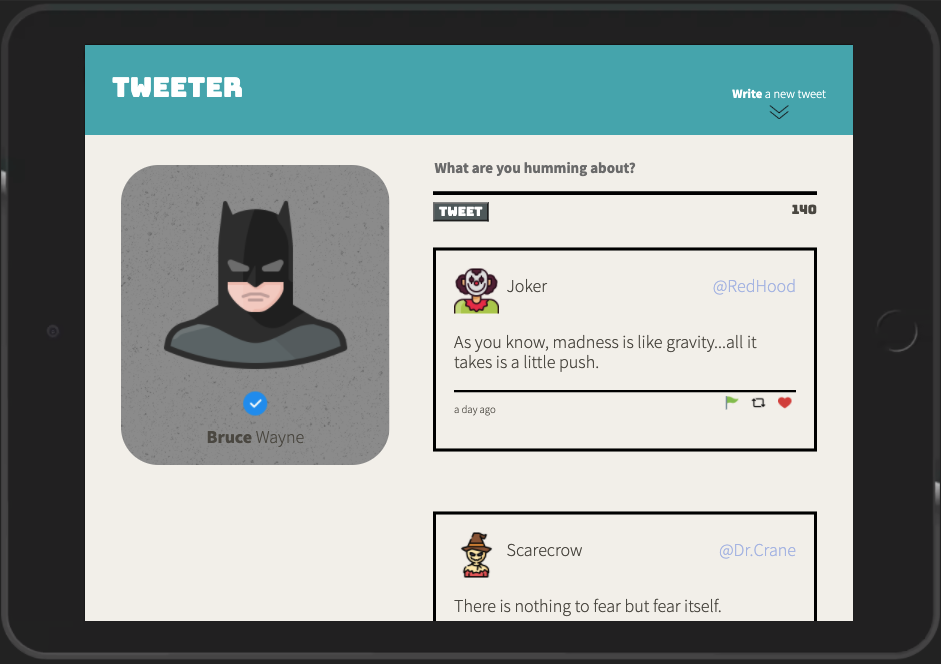 TWEETER
Write a new tweet
Bruce Wayne
What are you humming about?
TWEET
140
Joker
@RedHood
As you know, madness is like gravity...all it
takes is a little push.
a day ago
Scarecrow
@Dr.Crane
There is nothing to fear but fear itself.